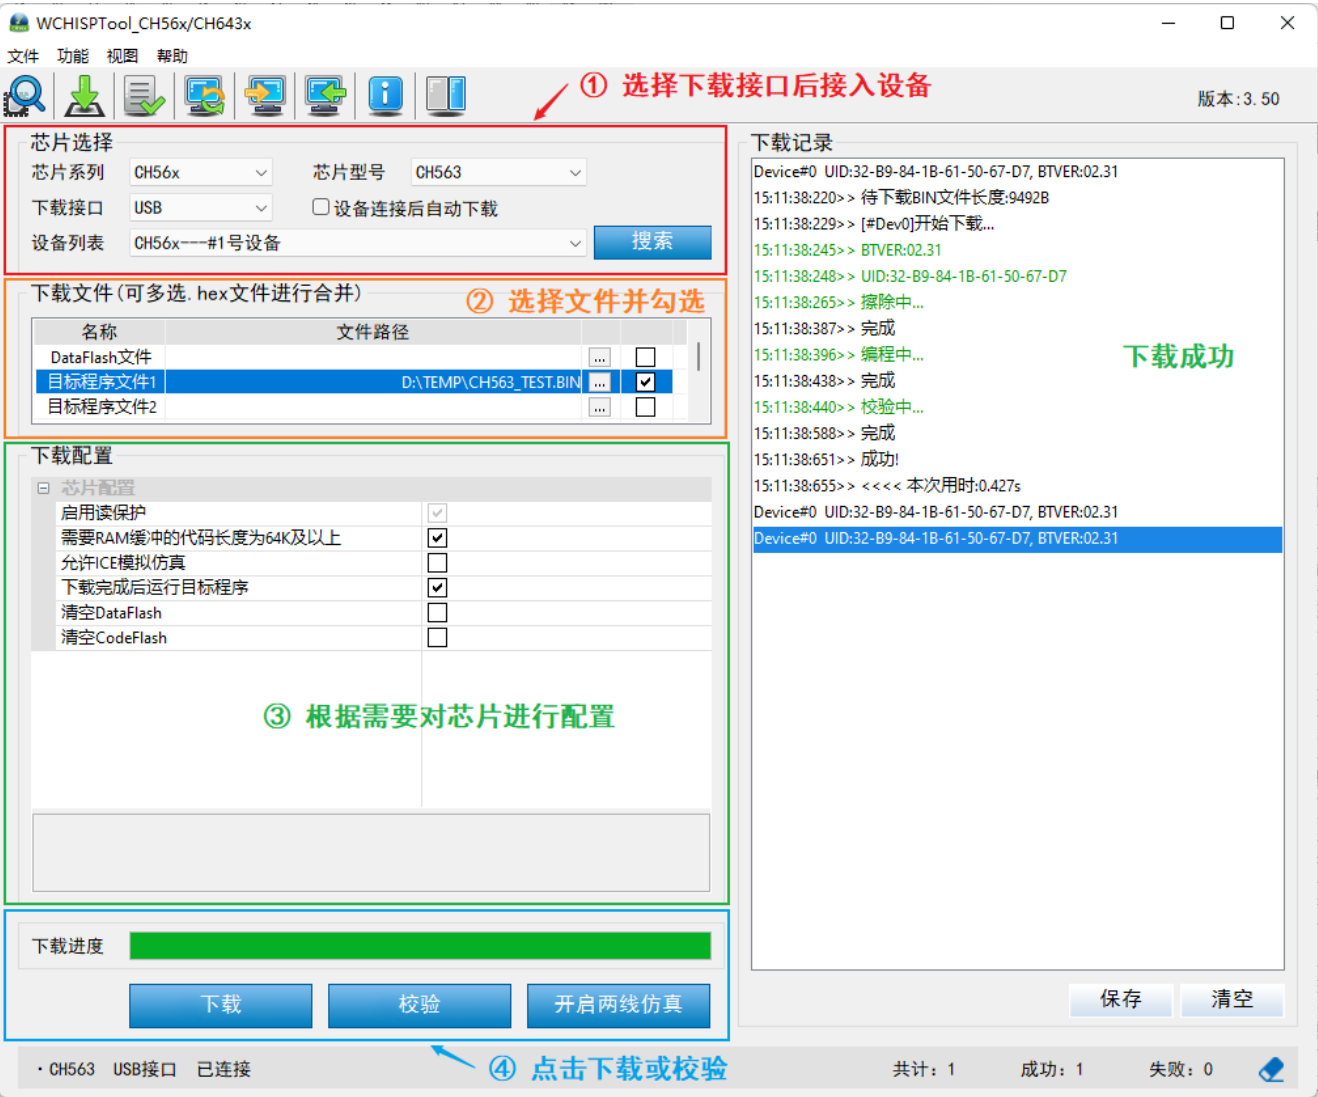 WCHISPTool_CH56x/CH643x
文件 功能 视图 帮助
① 选择下载接口后接入设备
版本:3.50
芯片选择
芯片系列 CH56x 芯片型号 CH563
下载接口 USB 设备连接后自动下载
设备列表 CH56x---#1号设备 搜索
下载文件(可多选.hex文件进行合并)
② 选择文件并勾选
名称 文件路径
DataFlash文件 ...
目标程序文件1 D:\TEMP\CH563_TEST.BIN ...
目标程序文件2 ...
下载配置
芯片配置
启用读保护
需要RAM缓冲的代码长度为64K及以上
允许ICE模拟仿真
下载完成后运行目标程序
清空DataFlash
清空CodeFlash
③ 根据需要对芯片进行配置
下载进度
下载 校验 开启两线仿真
下载记录
Device#0 UID:32-B9-84-1B-61-50-67-D7, BTVER:02.31
15:11:38:220>> 待下载BIN文件长度:9492B
15:11:38:229>> [#Dev0]开始下载...
15:11:38:245>> BTVER:02.31
15:11:38:248>> UID:32-B9-84-1B-61-50-67-D7
15:11:38:265>> 擦除中...
15:11:38:387>> 完成
15:11:38:396>> 编程中...
15:11:38:438>> 完成
15:11:38:440>> 校验中...
15:11:38:588>> 完成
15:11:38:651>> 成功!
15:11:38:655>> <<<< 本次用时:0.427s
Device#0 UID:32-B9-84-1B-61-50-67-D7, BTVER:02.31
Device#0 UID:32-B9-84-1B-61-50-67-D7, BTVER:02.31
下载成功
保存 清空
·CH563 USB接口 已连接
④ 点击下载或校验
共计: 1 成功: 1 失败: 0